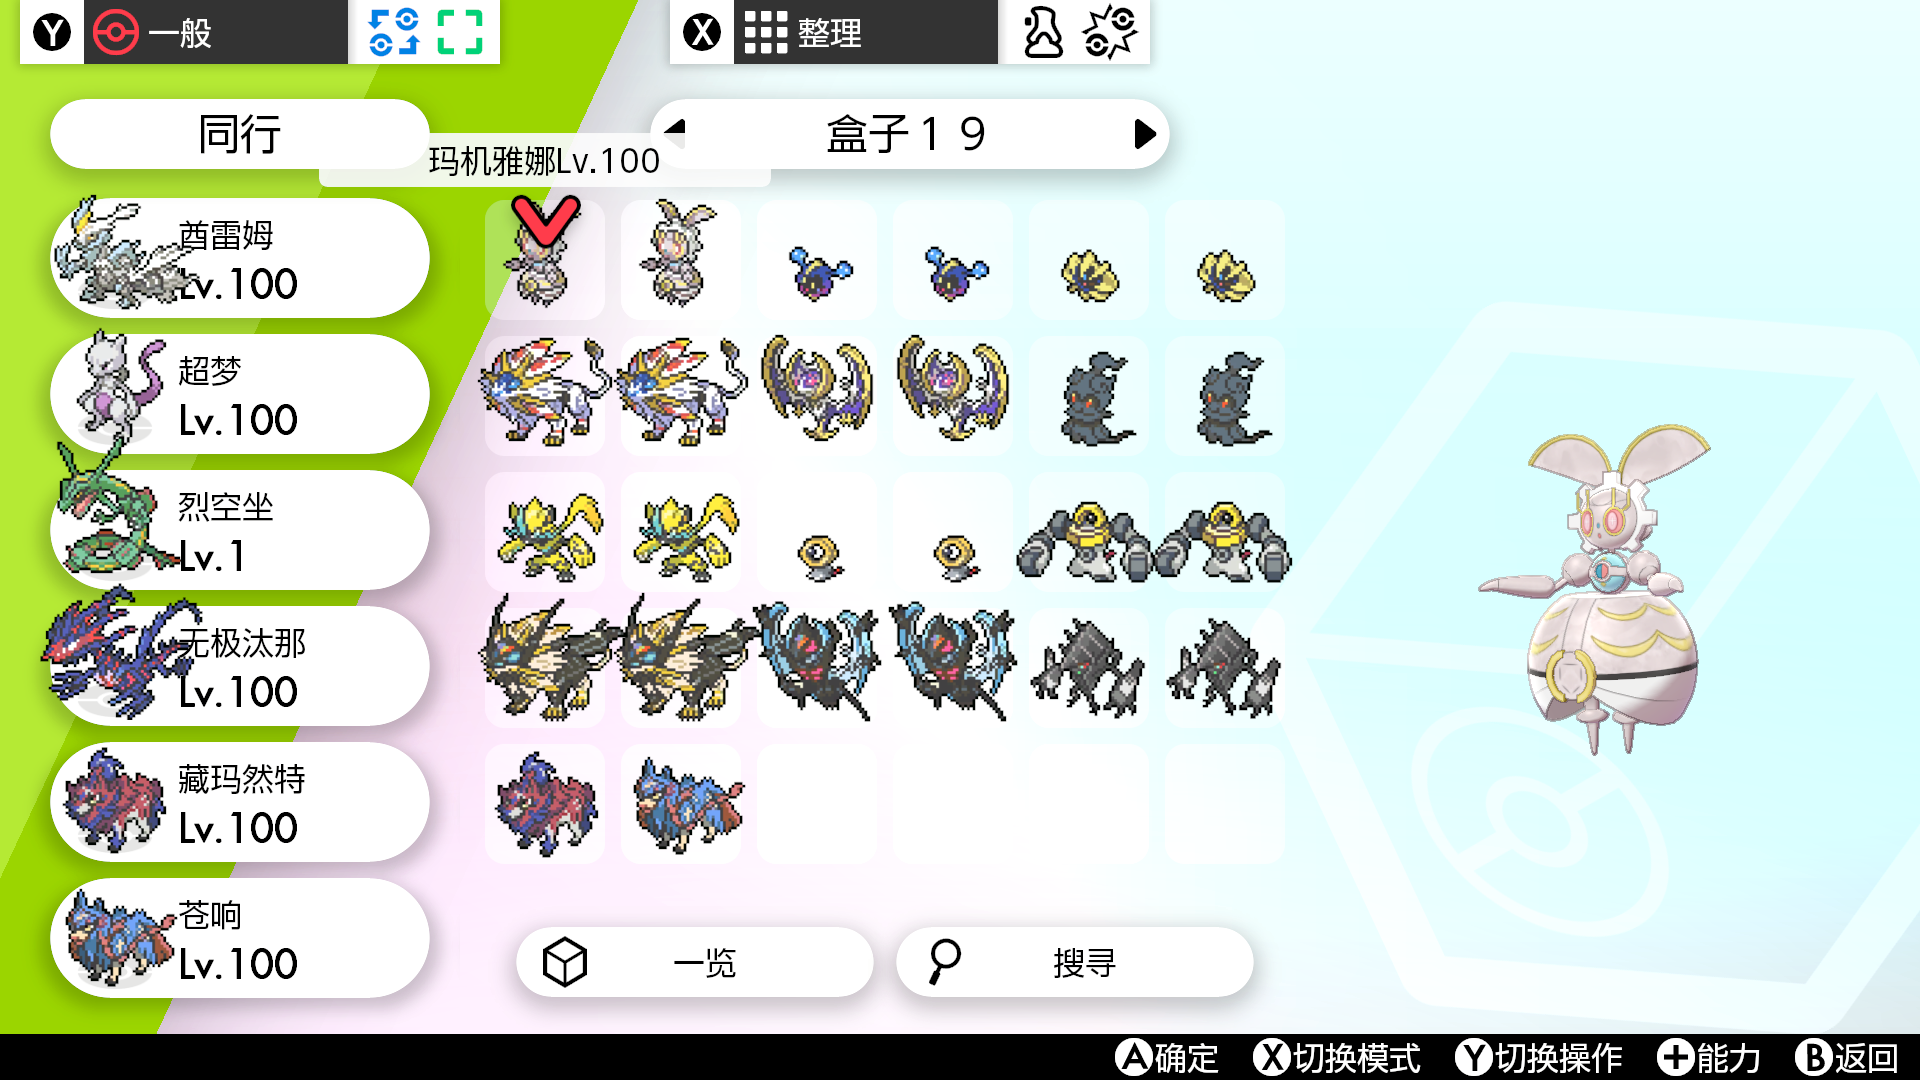 Y 一般
X 整理
同行
盒子19
玛机雅娜Lv.100
酋雷姆
Lv.100
超梦
Lv.100
烈空坐
Lv.1
无极汰那
Lv.100
藏玛然特
Lv.100
苍响
Lv.100
一览
搜寻
A确定 X切换模式 Y切换操作 +能力 B返回